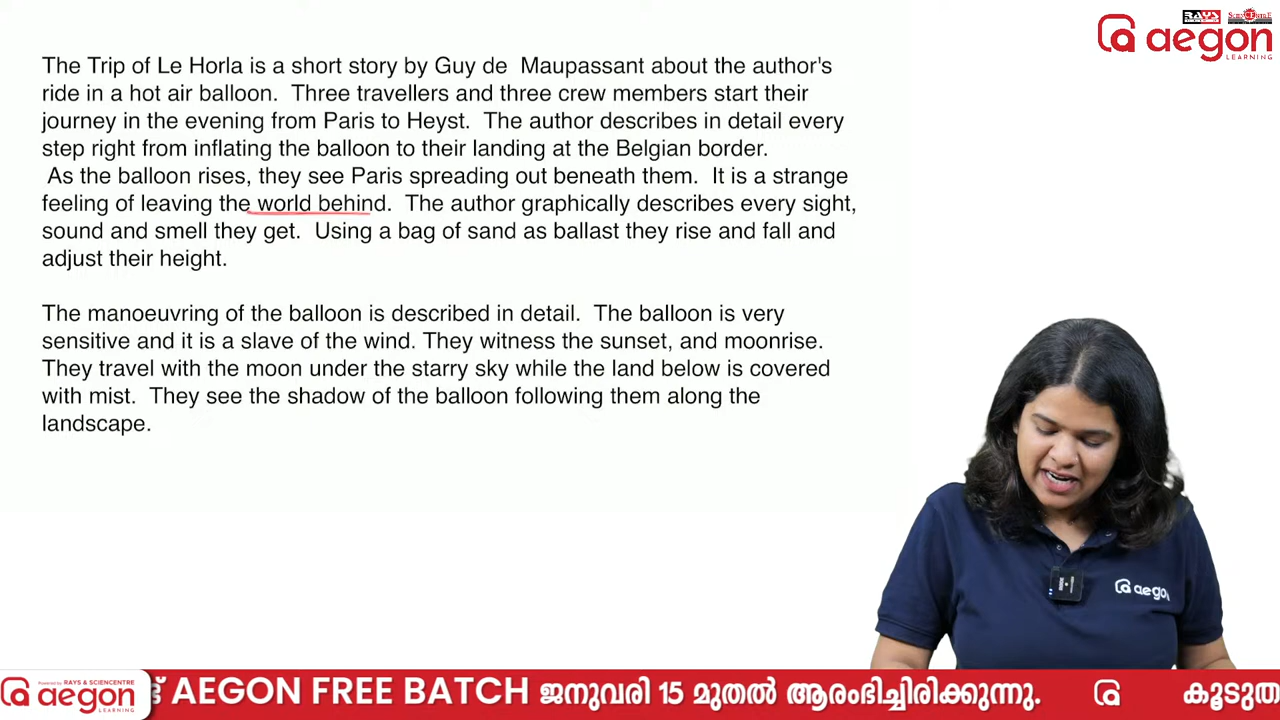 RAYS
aegon
LEARNING
The Trip of Le Horla is a short story by Guy de Maupassant about the author's
ride in a hot air balloon. Three travellers and three crew members start their
journey in the evening from Paris to Heyst. The author describes in detail every
step right from inflating the balloon to their landing at the Belgian border.
As the balloon rises, they see Paris spreading out beneath them. It is a strange
feeling of leaving the world behind. The author graphically describes every sight,
sound and smell they get. Using a bag of sand as ballast they rise and fall and
adjust their height.
The manoeuvring of the balloon is described in detail. The balloon is very
sensitive and it is a slave of the wind. They witness the sunset, and moonrise.
They travel with the moon under the starry sky while the land below is covered
with mist. They see the shadow of the balloon following them along the
landscape.
aegon
Powered by RAYS & SCIENCENTRE
aegon
LEARNING
AEGON FREE BATCH ജനുവരി 15 മുതൽ ആരംഭിച്ചിരിക്കുന്നു. കൂടുത